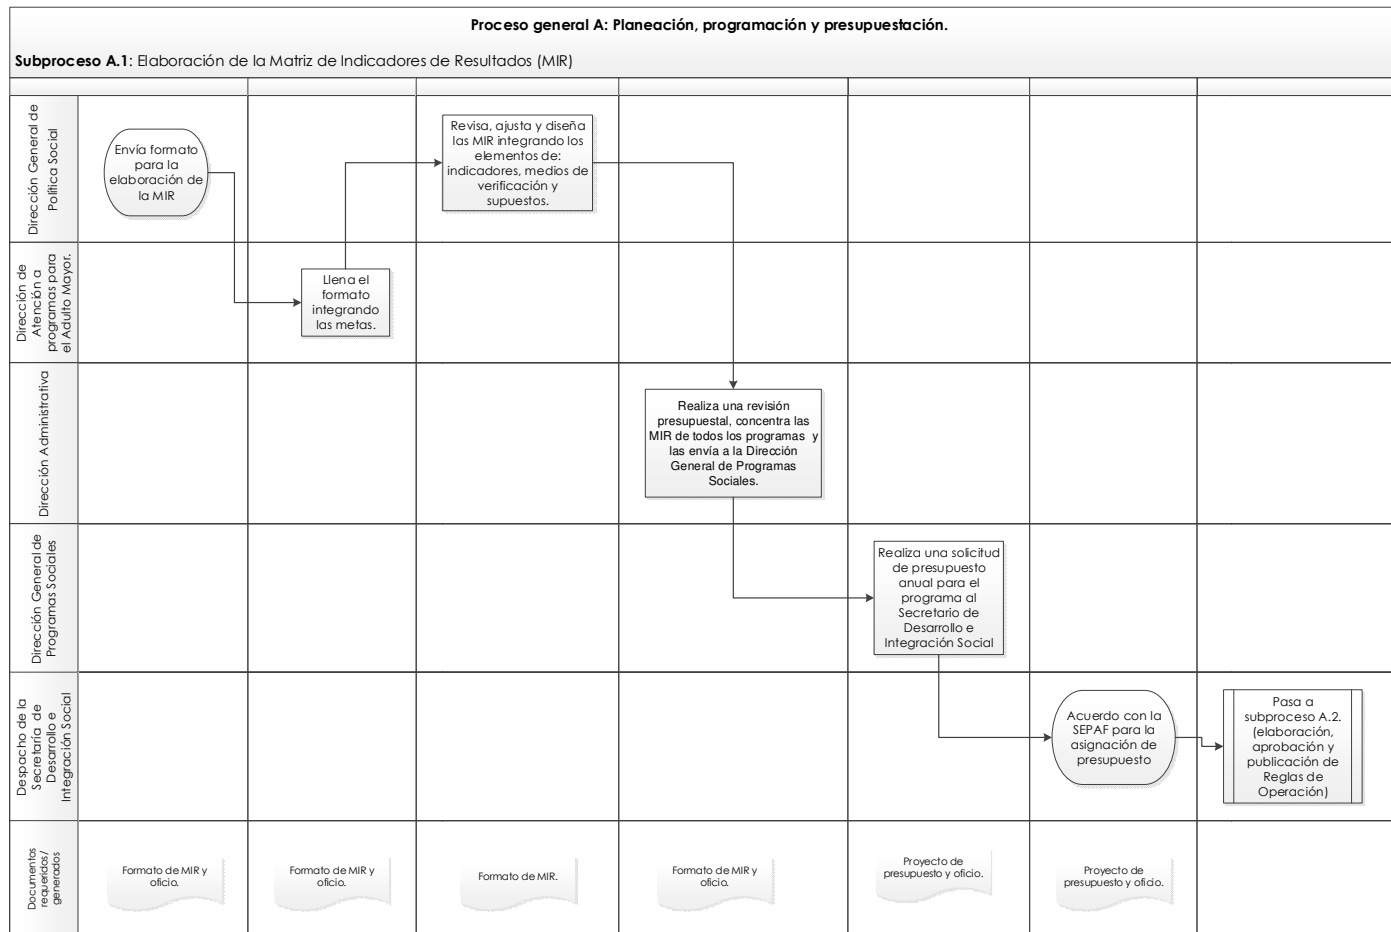 Proceso general A: Planeación, programación y presupuestación.
Subproceso A.1: Elaboración de la Matriz de Indicadores de Resultados (MIR)
Dirección General de
Política Social
Envía formato
para la
elaboración de
la MIR
Revisa, ajusta y diseña
las MIR integrando los
elementos de:
indicadores, medios de
verificación y
supuestos.
Dirección de
Atención a
programas para
el Adulto Mayor.
Llena el
formato
integrando
las metas.
Dirección Administrativa
Realiza una revisión
presupuestal, concentra las
MIR de todos los programas y
las envía a la Dirección
General de Programas
Sociales.
Dirección General de
Programas Sociales
Realiza una solicitud
de presupuesto
anual para el
programa al
Secretario de
Desarrollo e
Integración Social
Despacho de la
Secretaría de
Desarrollo e
Integración Social
Acuerdo con la
SEPAF para la
asignación de
presupuesto
Pasa a
subproceso A.2.
(elaboración,
aprobación y
publicación de
Reglas de
Operación)
Documentos
requeridos/
generados
Formato de MIR y
oficio.
Formato de MIR y
oficio.
Formato de MIR.
Formato de MIR y
oficio.
Proyecto de
presupuesto y oficio.
Proyecto de
presupuesto y oficio.